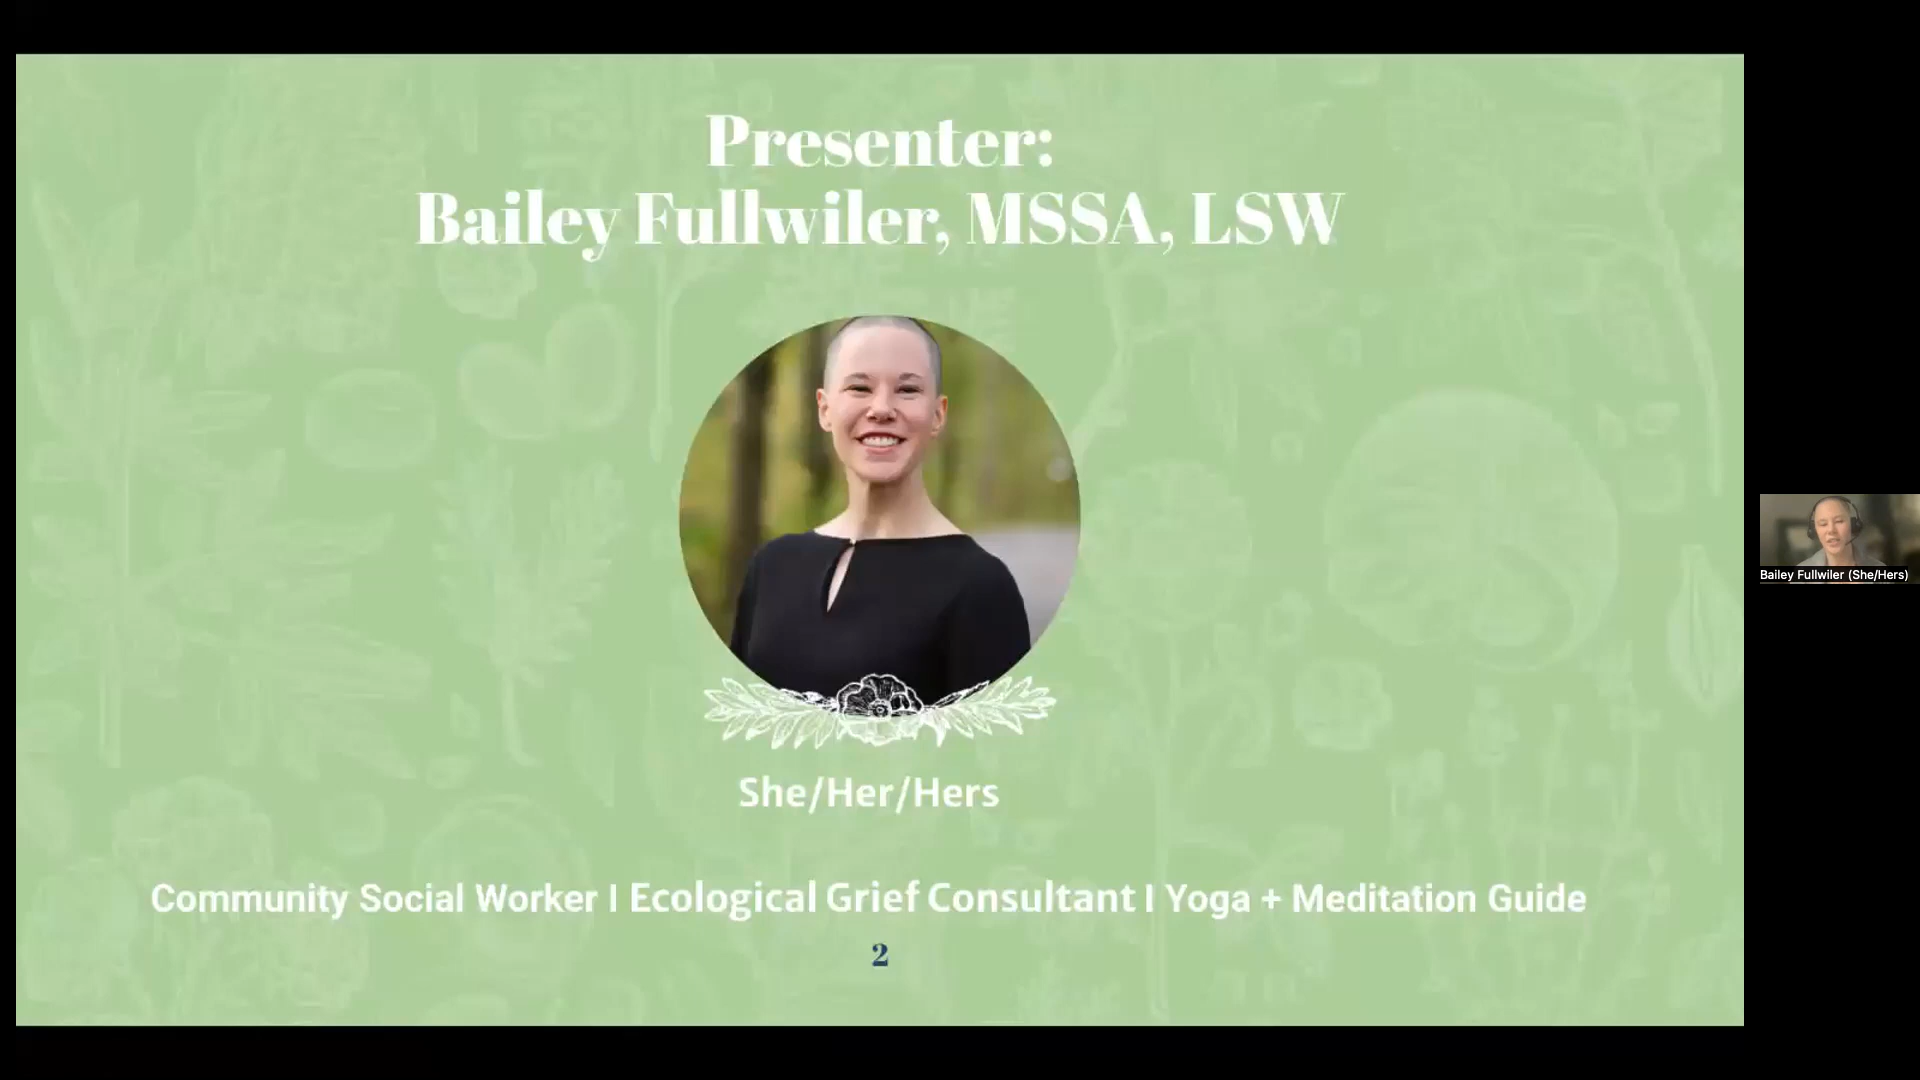 Presenter:
Bailey Fullwiler, MSSA, LSW
She/Her/Hers
Community Social Worker I Ecological Grief Consultant I Yoga + Meditation Guide
2
Bailey Fullwiler (She/Hers)